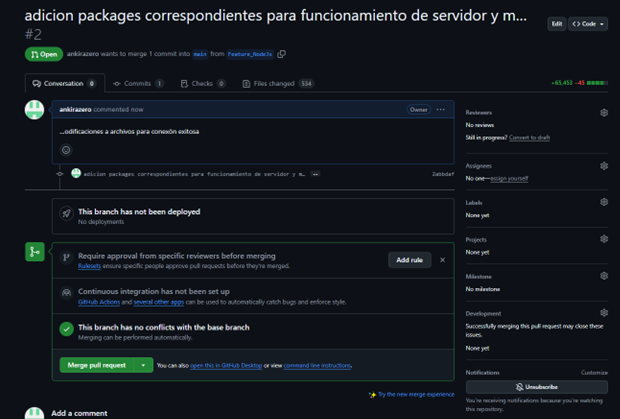 adicion packages correspondientes para funcionamiento de servidor y m...
#2
Edit
<> Code
Open
ankirazero wants to merge 1 commit into main from Feature_NodeJs
Conversation 0
Commits 1
Checks 0
Files changed 534
+65,453 −45
ankirazero commented now
Owner
...odificaciones a archivos para conexón exitosa
adicion packages correspondientes para funcionamiento de servidor y m…
2abbdaf
This branch has not been deployed
No deployments
Require approval from specific reviewers before merging
Rulesets ensure specific people approve pull requests before they're merged.
Add rule
Continuous integration has not been set up
GitHub Actions and several other apps can be used to automatically catch bugs and enforce style.
This branch has no conflicts with the base branch
Merging can be performed automatically.
Merge pull request
You can also open this in GitHub Desktop or view command line instructions.
Try the new merge experience
Add a comment
Reviewers
No reviews
Still in progress? Convert to draft
Assignees
No one—assign yourself
Labels
None yet
Projects
None yet
Milestone
No milestone
Development
Successfully merging this pull request may close these
issues.
None yet
Notifications
Customize
Unsubscribe
You're receiving notifications because you're watching
this repository.